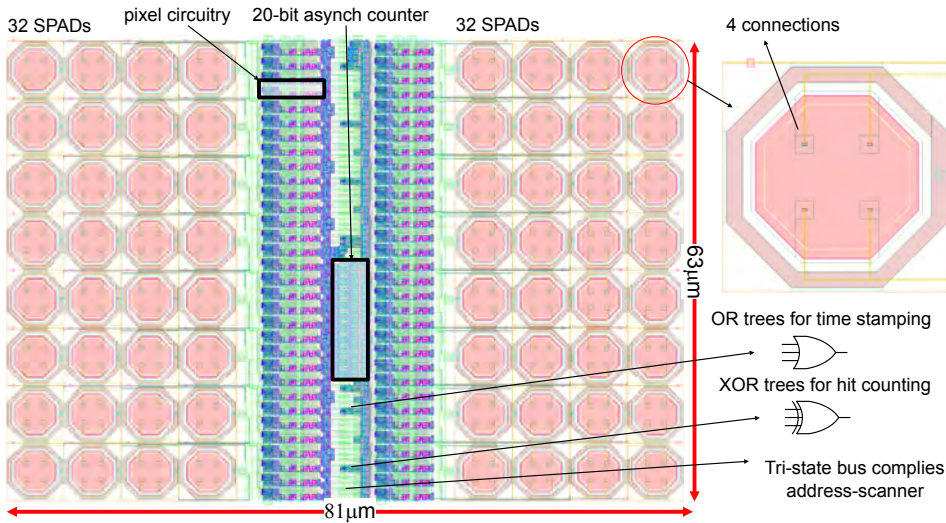 32 SPADs
pixel circuitry
20-bit asynch counter
32 SPADs
4 connections
63μm
81μm
OR trees for time stamping
XOR trees for hit counting
Tri-state bus complies
address-scanner